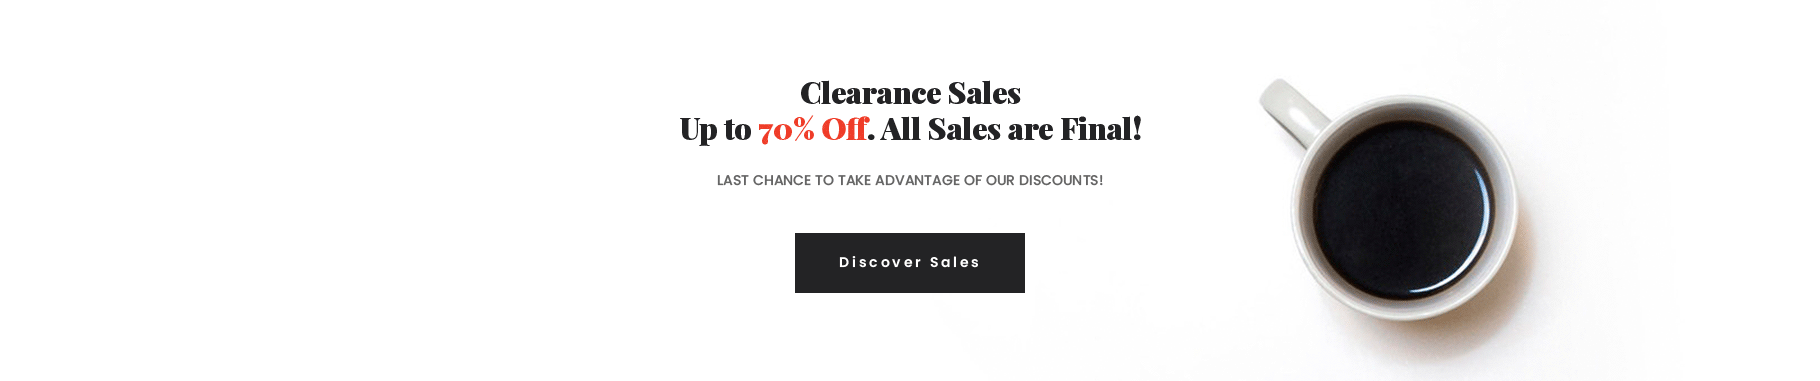 Clearance Sales
Up to 70% Off. All Sales are Final!
LAST CHANCE TO TAKE ADVANTAGE OF OUR DISCOUNTS!
Discover Sales